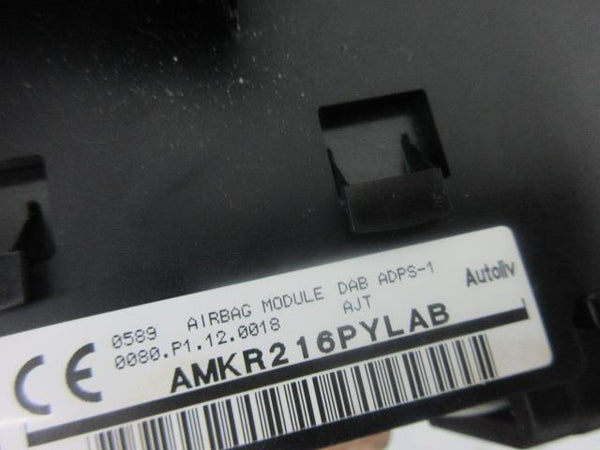 CE 0589 AIRBAG MODULE DAB ADPS-1 Autoliv
0080.P1.12.0018 AJT
AMKR216PYLAB